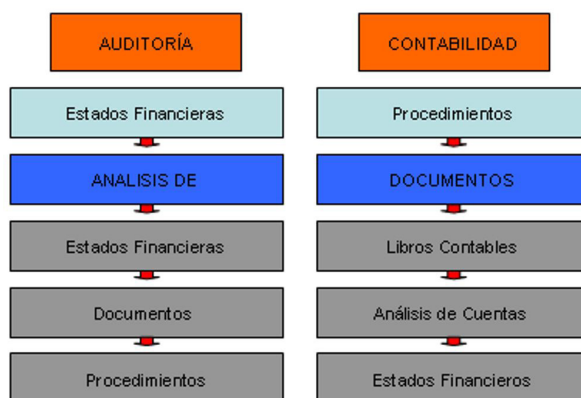 AUDITORÍA
Estados Financieras
ANALISIS DE
Estados Financieras
Documentos
Procedimientos
CONTABILIDAD
Procedimientos
DOCUMENTOS
Libros Contables
Análisis de Cuentas
Estados Financieros